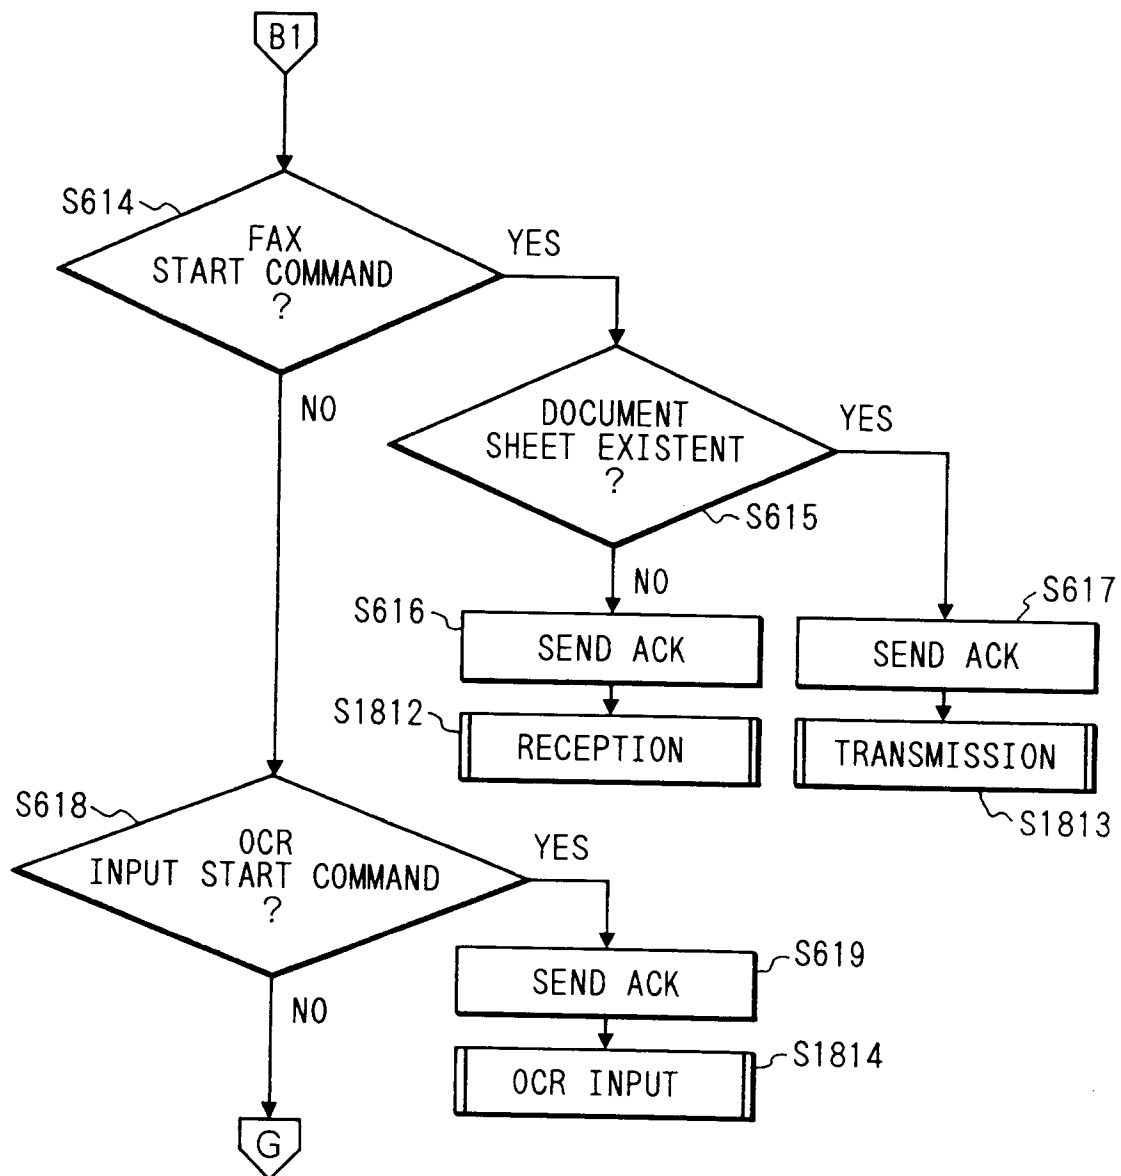 B1
S614
FAX
START COMMAND
?
YES
NO
DOCUMENT
SHEET EXISTENT
?
YES
S615
NO
S616
SEND ACK
S617
SEND ACK
S1812
RECEPTION
TRANSMISSION
S1813
S618
OCR
INPUT START COMMAND
?
YES
NO
S619
SEND ACK
S1814
OCR INPUT
G